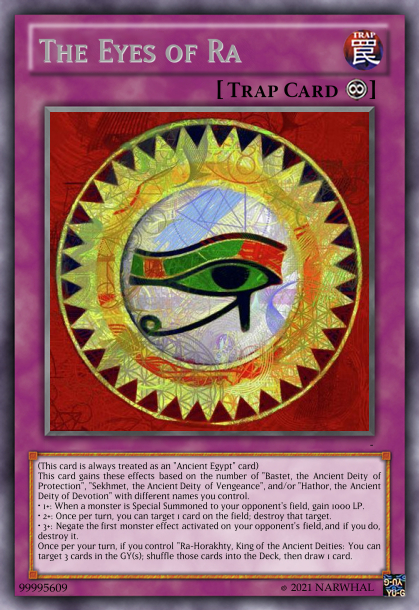 THE EYES OF RA
TRAP
罠
[ TRAP CARD ]
(This card is always treated as an "Ancient Egypt" card)
This card gains these effects based on the number of "Bastet, the Ancient Deity of
Protection", "Sekhmet, the Ancient Deity of Vengeance", and/or "Hathor, the Ancient
Deity of Devotion" with different names you control.
• 1+: When a monster is Special Summoned to your opponent's field, gain 1000 LP.
• 2+: Once per turn, you can target 1 card on the field; destroy that target.
• 3+: Negate the first monster effect activated on your opponent's field, and if you do,
destroy it.
Once per your turn, if you control "Ra-Horakhty, King of the Ancient Deities: You can
target 3 cards in the GY(s); shuffle those cards into the Deck, then draw 1 card.
99995609
© 2021 NARWHAL
YU-G